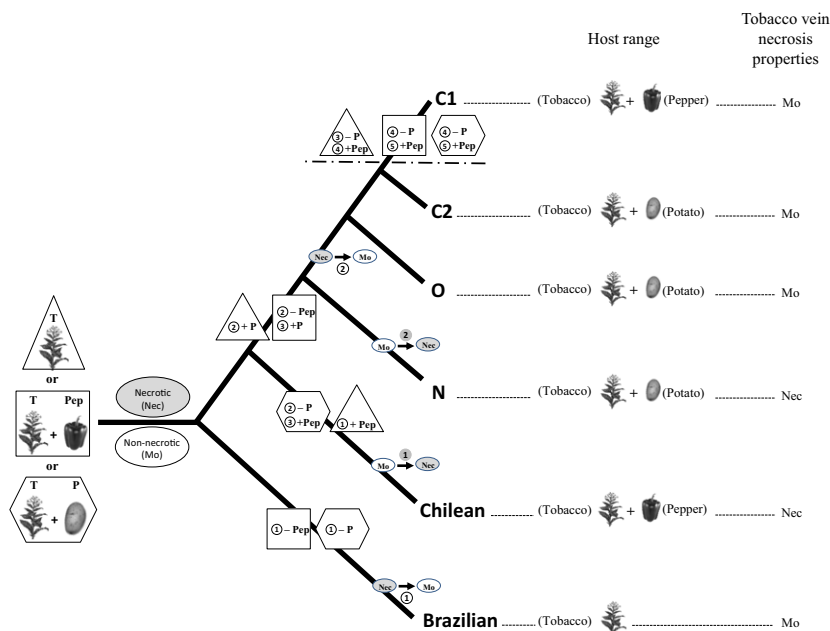 Host range
Tobacco vein
necrosis
properties
C1 (Tobacco) + (Pepper) Mo
③ – P
④ +Pep
④ – P
⑤ +Pep
④ – P
⑤ +Pep
C2 (Tobacco) + (Potato) Mo
Nec Mo
②
O (Tobacco) + (Potato) Mo
② + P
② – Pep
③ +P
Mo Nec
2
N (Tobacco) + (Potato) Nec
T
or
T Pep
+
or
T P
+
Necrotic
(Nec)
Non-necrotic
(Mo)
② – P
③ +Pep
① + Pep
Mo Nec
1
Chilean (Tobacco) + (Pepper) Nec
① – Pep
① – P
Nec Mo
①
Brazilian (Tobacco) Mo